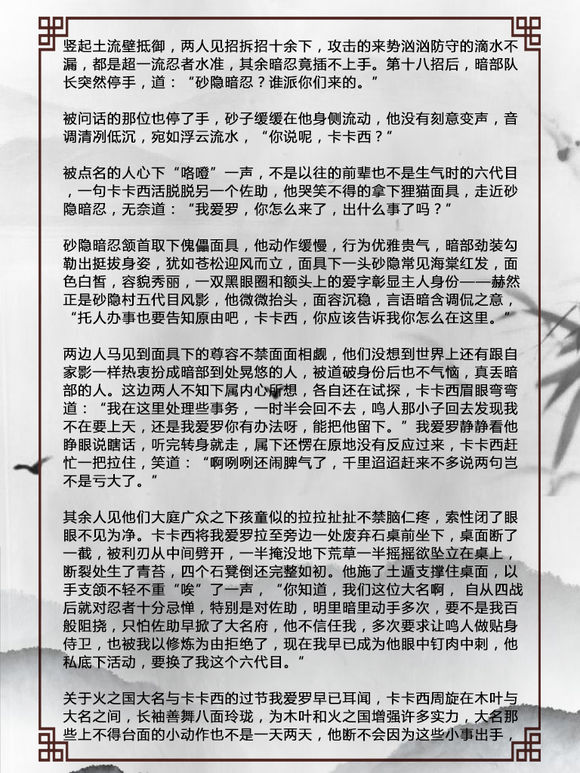 竖起土流壁抵御，两人见招拆招十余下，攻击的来势汹汹防守的滴水不
漏，都是超一流忍者水准，其余暗忍竟插不上手。第十八招后，暗部队
长突然停手，道：“砂隐暗忍？谁派你们来的。”
被问话的那位也停了手，砂子缓缓在他身侧流动，他没有刻意变声，音
调清冽低沉，宛如浮云流水，“你说呢，卡卡西？”
被点名的人心下“咯噔”一声，不是以往的前辈也不是生气时的六代目
，一句卡卡西活脱脱另一个佐助，他哭笑不得的拿下狸猫面具，走近砂
隐暗忍，无奈道：“我爱罗，你怎么来了，出什么事了吗？”
砂隐暗忍颔首取下傀儡面具，他动作缓慢，行为优雅贵气，暗部劲装勾
勒出挺拔身姿，犹如苍松迎风而立，面具下一头砂隐常见海棠红发，面
色白皙，容貌秀丽，一双黑眼圈和额头上的爱字彰显主人身份——赫然
正是砂隐村五代目风影，他微微抬头，面容沉稳，言语暗含调侃之意，
“托人办事也要告知原由吧，卡卡西，你应该告诉我你怎么在这里。”
两边人马见到面具下的尊容不禁面面相觑，他们没想到世界上还有跟自
家影一样热衷扮成暗部到处晃悠的人，被道破身份后也不气恼，真丢暗
部的人。这边两人不知下属内心所想，各自还在试探，卡卡西眉眼弯弯
道：“我在这里处理些事务，一时半会回不去，鸣人那小子回去发现我
不在要上天，还是我爱罗你有办法呀，能把他留下。”我爱罗静静看他
睁眼说瞎话，听完转身就走，属下还愣在原地没有反应过来，卡卡西赶
忙一把拉住，笑道：“啊咧咧还闹脾气了，千里迢迢赶来不多说两句岂
不是亏大了。”
其余人见他们大庭广众之下孩童似的拉拉扯扯不禁脑仁疼，索性闭了眼
眼不见为净。卡卡西将我爱罗拉至旁边一处废弃石桌前坐下，桌面断了
一截，被利刃从中间劈开，一半掩没地下荒草一半摇摇欲坠立在桌上，
断裂处生了青苔，四个石凳倒还完整如初。他施了土遁支撑住桌面，以
手支颌不轻不重“唉”了一声，“你知道，我们这位大名啊， 自从四战
后就对忍者十分忌惮，特别是对佐助，明里暗里动手多次，要不是我百
般阻挠，只怕佐助早掀了大名府，他不信任我，多次要求让鸣人做贴身
侍卫，也被我以修炼为由拒绝了，现在我早已成为他眼中钉肉中刺，他
私底下活动，要换了我这个六代目。”
关于火之国大名与卡卡西的过节我爱罗早已耳闻，卡卡西周旋在木叶与
大名之间，长袖善舞八面玲珑，为木叶和火之国增强许多实力，大名那
些上不得台面的小动作也不是一天两天，他断不会因为这些小事出手，